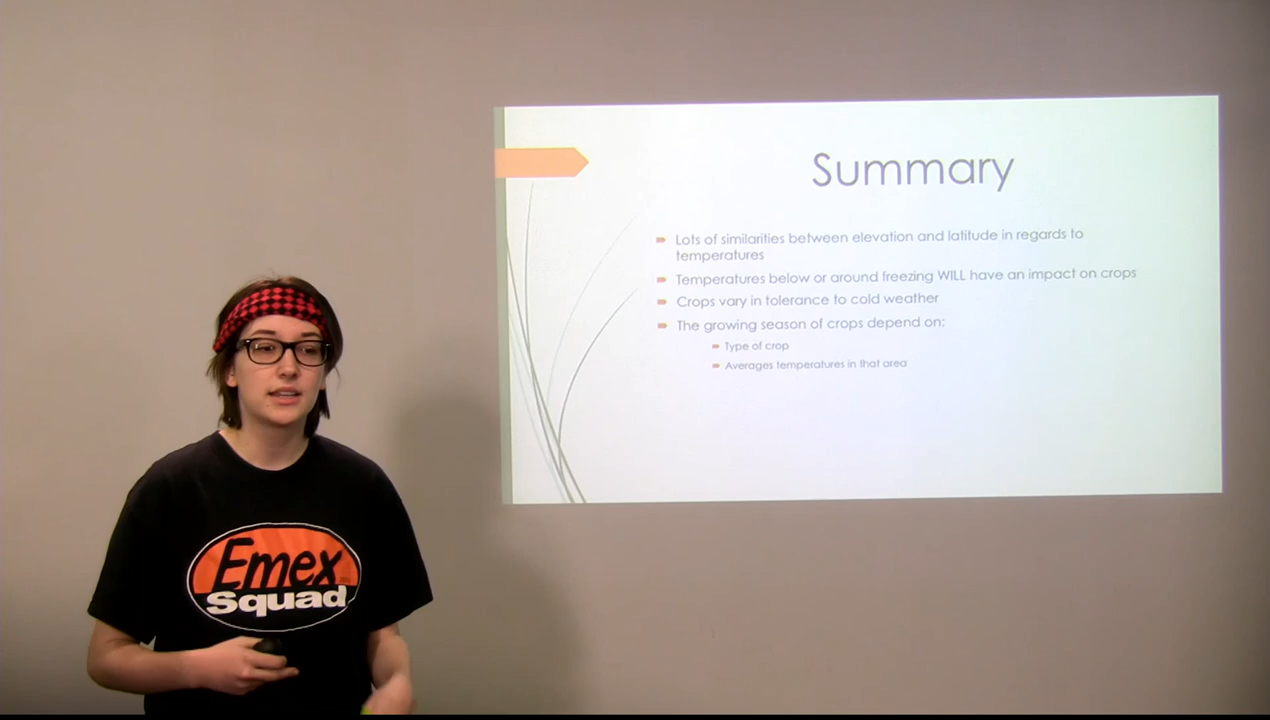 Summary
Lots of similarities between elevation and latitude in regards to
temperatures
Temperatures below or around freezing WILL have an impact on crops
Crops vary in tolerance to cold weather
The growing season of crops depend on:
Type of crop
Averages temperatures in that area
Emex
Squad